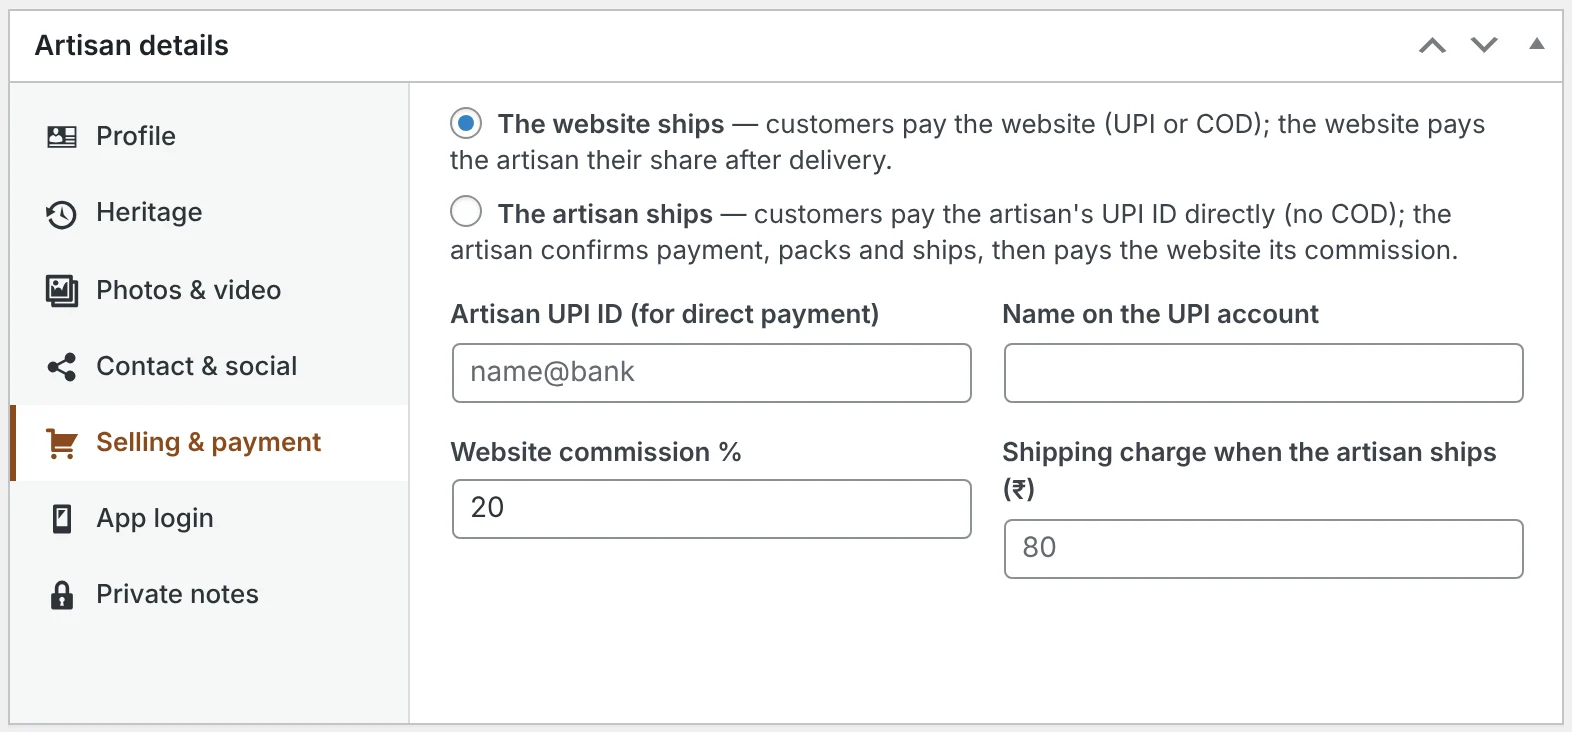 Artisan details
Profile
Heritage
Photos & video
Contact & social
Selling & payment
App login
Private notes
The website ships — customers pay the website (UPI or COD); the website pays
the artisan their share after delivery.
The artisan ships — customers pay the artisan's UPI ID directly (no COD); the
artisan confirms payment, packs and ships, then pays the website its commission.
Artisan UPI ID (for direct payment)
name@bank
Name on the UPI account
Website commission %
20
Shipping charge when the artisan ships
(₹)
80